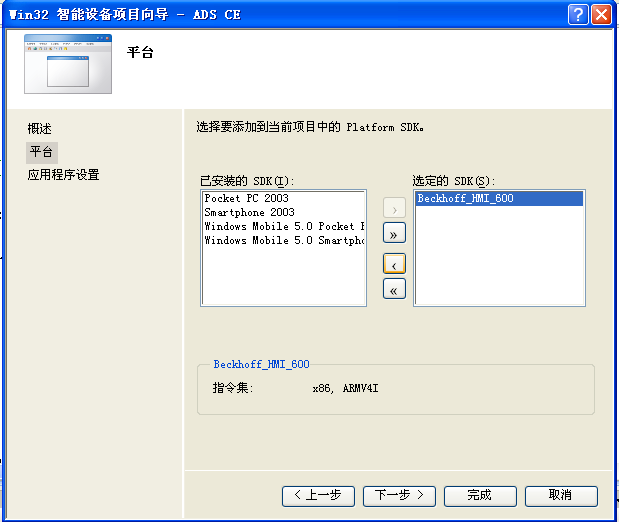 Win32 智能设备项目向导 - ADS CE
平台
概述
平台
应用程序设置
选择要添加到当前项目中的 Platform SDK。
已安装的 SDK(I):
Pocket PC 2003
Smartphone 2003
Windows Mobile 5.0 Pocket P
Windows Mobile 5.0 Smartpho
选定的 SDK(S):
Beckhoff_HMI_600
Beckhoff_HMI_600
指令集: x86, ARMV4I
< 上一步 下一步 > 完成 取消